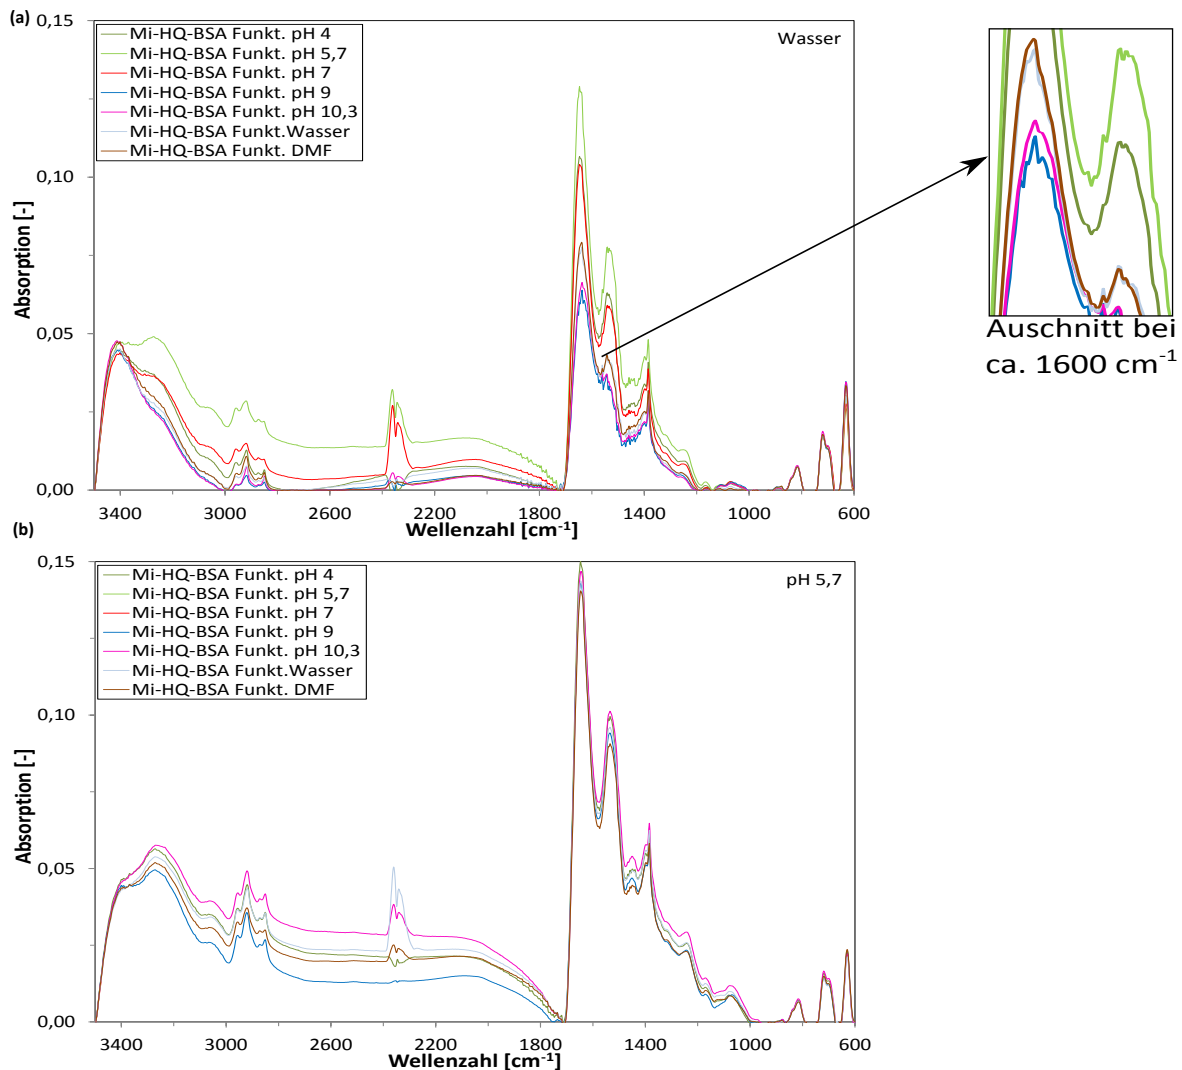 (a)
0,15
0,10
0,05
0,00
Absorption [-]
Mi-HQ-BSA Funkt. pH 4
Mi-HQ-BSA Funkt. pH 5,7
Mi-HQ-BSA Funkt. pH 7
Mi-HQ-BSA Funkt. pH 9
Mi-HQ-BSA Funkt. pH 10,3
Mi-HQ-BSA Funkt.Wasser
Mi-HQ-BSA Funkt. DMF
Wasser
3400 3000 2600 2200 1800 1400 1000 600
Wellenzahl [cm⁻¹]
Auschnitt bei
ca. 1600 cm⁻¹
(b)
0,15
0,10
0,05
0,00
Absorption [-]
Mi-HQ-BSA Funkt. pH 4
Mi-HQ-BSA Funkt. pH 5,7
Mi-HQ-BSA Funkt. pH 7
Mi-HQ-BSA Funkt. pH 9
Mi-HQ-BSA Funkt. pH 10,3
Mi-HQ-BSA Funkt.Wasser
Mi-HQ-BSA Funkt. DMF
pH 5,7
3400 3000 2600 2200 1800 1400 1000 600
Wellenzahl [cm⁻¹]